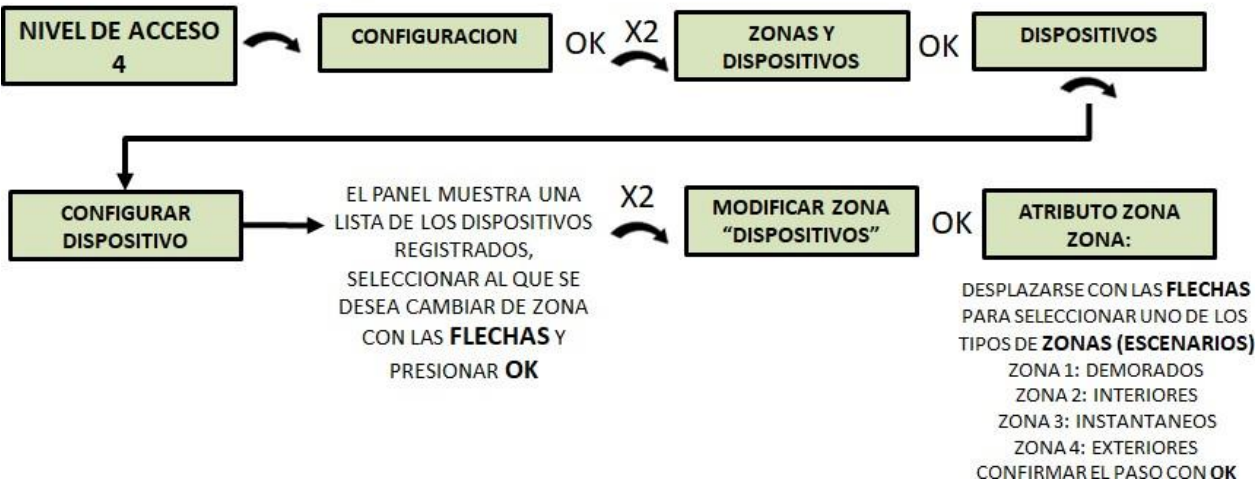 NIVEL DE ACCESO
4
CONFIGURACION
OK
X2
ZONAS Y
DISPOSITIVOS
OK
DISPOSITIVOS
CONFIGURAR
DISPOSITIVO
EL PANEL MUESTRA UNA
LISTA DE LOS DISPOSITIVOS
REGISTRADOS,
SELECCIONAR AL QUE SE
DESEA CAMBIAR DE ZONA
CON LAS FLECHAS Y
PRESIONAR OK
X2
MODIFICAR ZONA
“DISPOSITIVOS”
OK
ATRIBUTO ZONA
ZONA:
DESPLAZARSE CON LAS FLECHAS
PARA SELECCIONAR UNO DE LOS
TIPOS DE ZONAS (ESCENARIOS)
ZONA 1: DEMORADOS
ZONA 2: INTERIORES
ZONA 3: INSTANTANEOS
ZONA 4: EXTERIORES
CONFIRMAR EL PASO CON OK